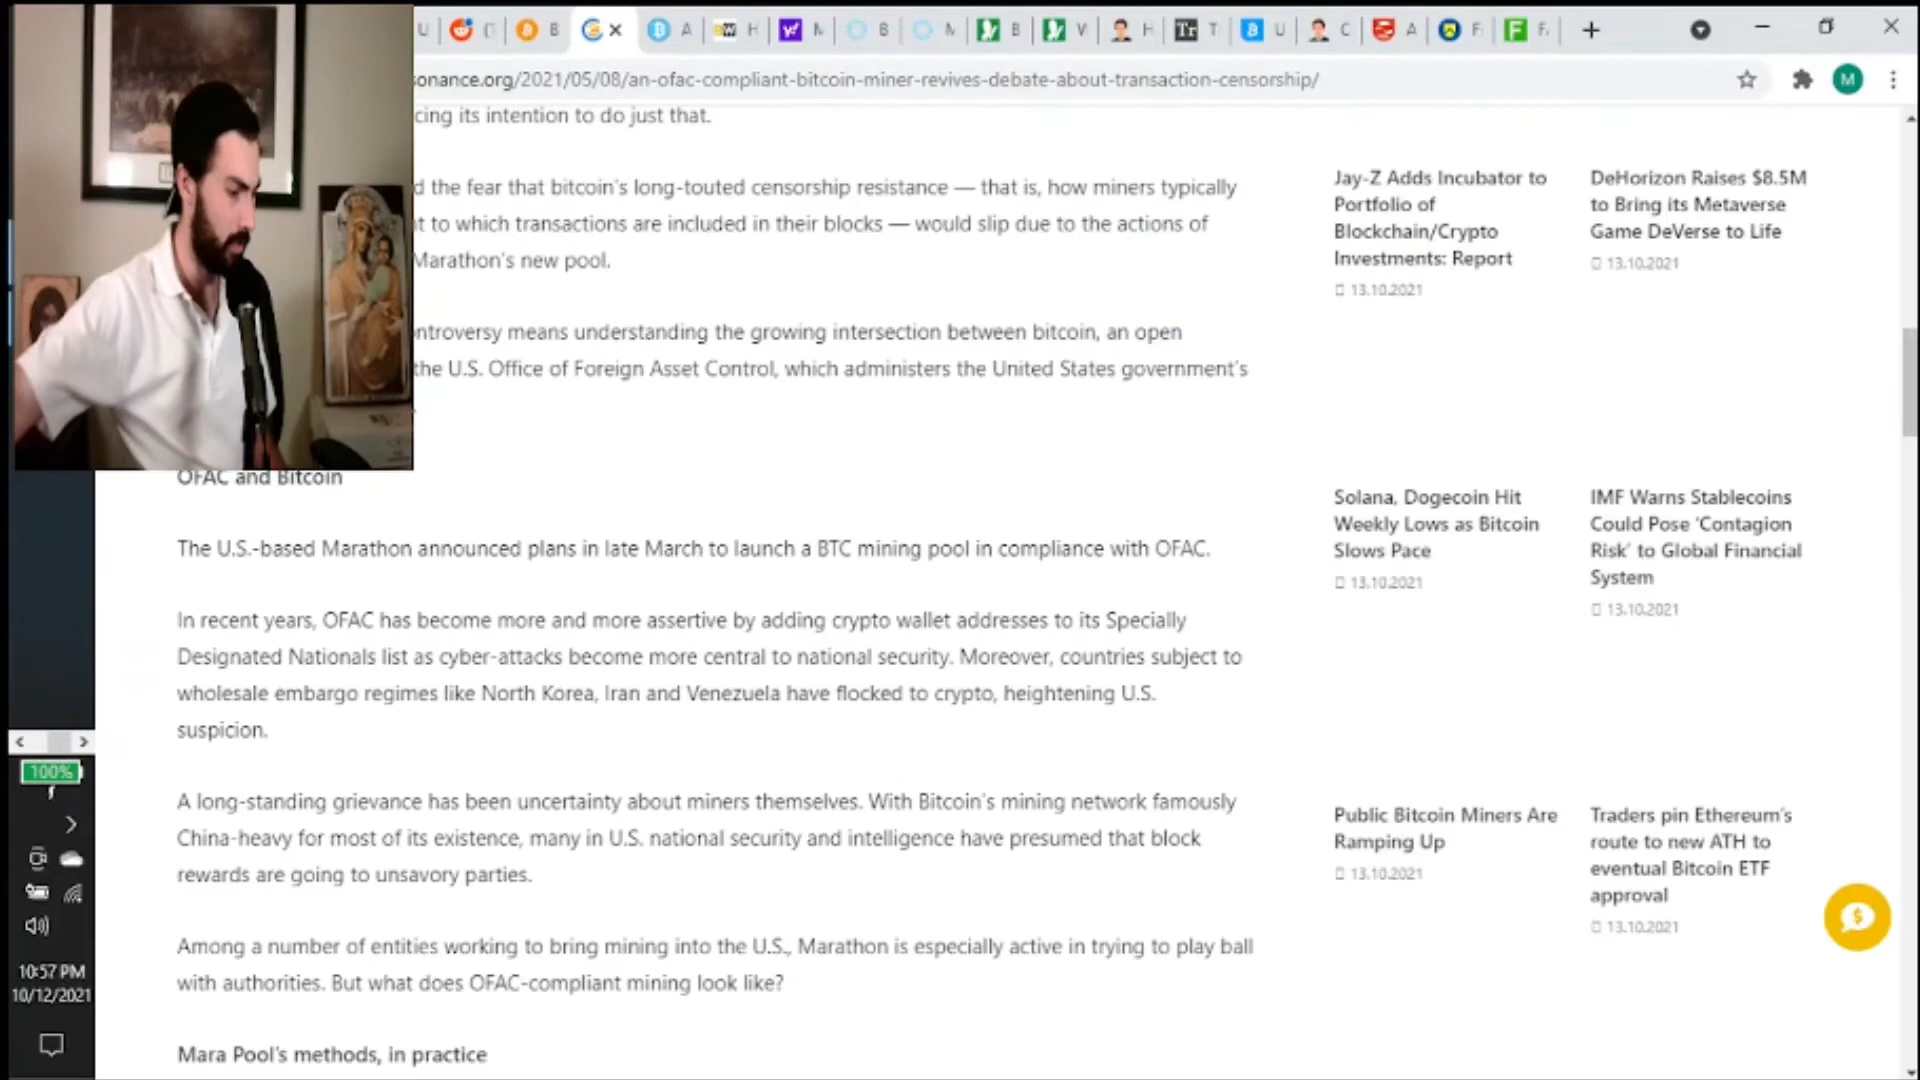 U
B
A
H
M
B
M
B
V
H
Tr T
U
C
A
F
F.
sonance.org/2021/05/08/an-ofac-compliant-bitcoin-miner-revives-debate-about-transaction-censorship/
M
cing its intention to do just that.
d the fear that bitcoin's long-touted censorship resistance — that is, how miners typically
t to which transactions are included in their blocks — would slip due to the actions of
Marathon's new pool.
ontroversy means understanding the growing intersection between bitcoin, an open
the U.S. Office of Foreign Asset Control, which administers the United States government's
OFAC and Bitcoin
The U.S.-based Marathon announced plans in late March to launch a BTC mining pool in compliance with OFAC.
In recent years, OFAC has become more and more assertive by adding crypto wallet addresses to its Specially
Designated Nationals list as cyber-attacks become more central to national security. Moreover, countries subject to
wholesale embargo regimes like North Korea, Iran and Venezuela have flocked to crypto, heightening U.S.
suspicion.
A long-standing grievance has been uncertainty about miners themselves. With Bitcoin's mining network famously
China-heavy for most of its existence, many in U.S. national security and intelligence have presumed that block
rewards are going to unsavory parties.
Among a number of entities working to bring mining into the U.S., Marathon is especially active in trying to play ball
with authorities. But what does OFAC-compliant mining look like?
Mara Pool's methods, in practice
Jay-Z Adds Incubator to
Portfolio of
Blockchain/Crypto
Investments: Report
13.10.2021
DeHorizon Raises $8.5M
to Bring its Metaverse
Game DeVerse to Life
13.10.2021
Solana, Dogecoin Hit
Weekly Lows as Bitcoin
Slows Pace
13.10.2021
IMF Warns Stablecoins
Could Pose 'Contagion
Risk' to Global Financial
System
13.10.2021
Public Bitcoin Miners Are
Ramping Up
13.10.2021
Traders pin Ethereum's
route to new ATH to
eventual Bitcoin ETF
approval
13.10.2021
100%
10:57 PM
10/12/2021